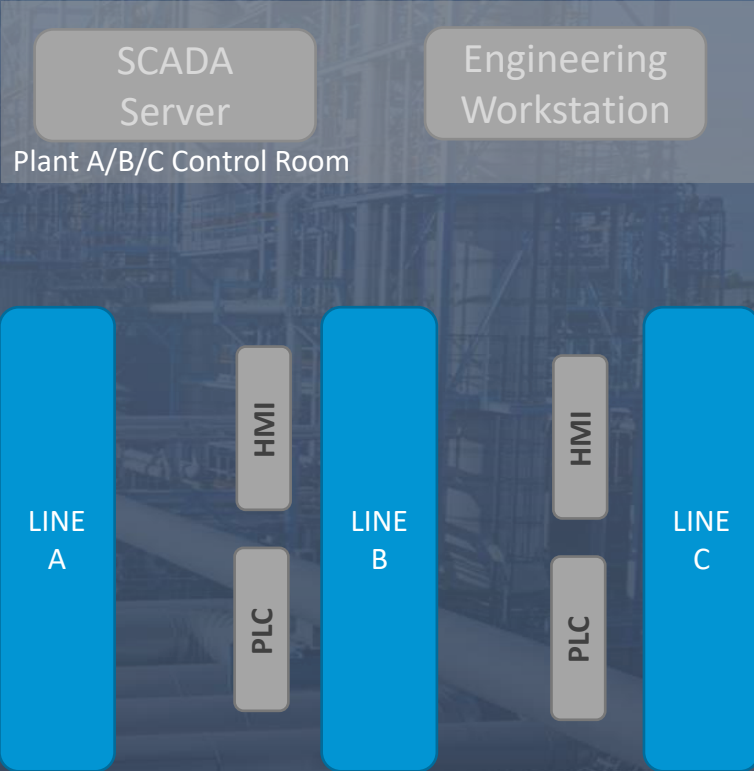 SCADA
Server
Engineering
Workstation
Plant A/B/C Control Room
HMI
HMI
LINE
A
LINE
B
LINE
C
PLC
PLC